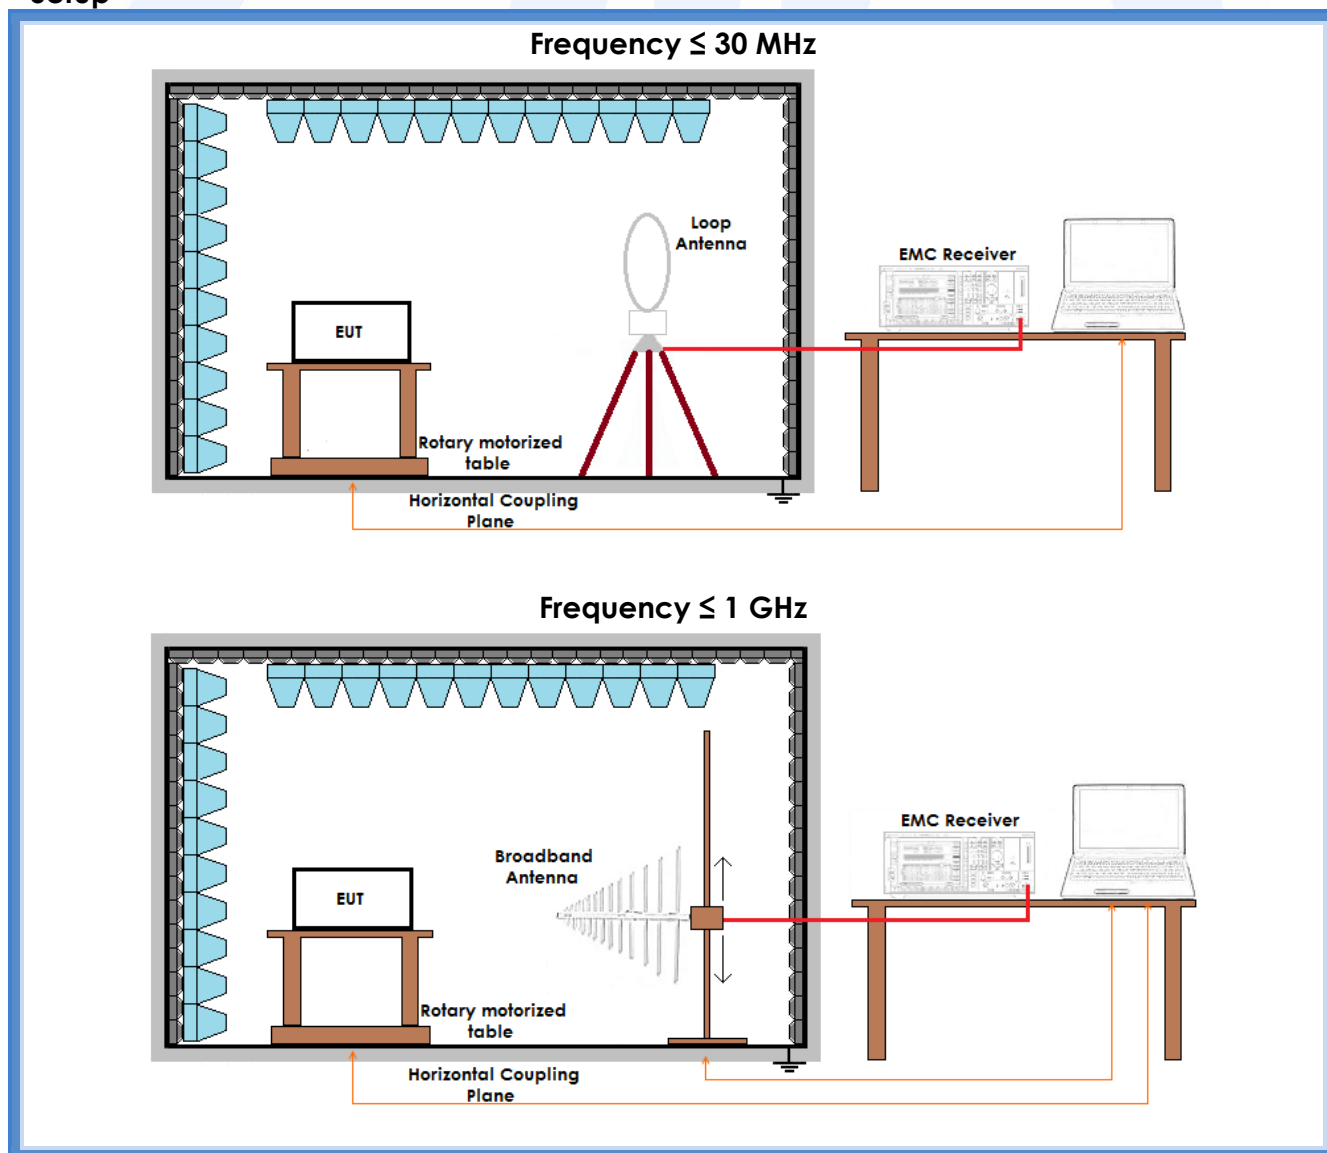 Setup
Frequency ≤ 30 MHz
Loop
Antenna
EMC Receiver
EUT
Rotary motorized
table
Horizontal Coupling
Plane
Frequency ≤ 1 GHz
EMC Receiver
Broadband
Antenna
EUT
Rotary motorized
table
Horizontal Coupling
Plane